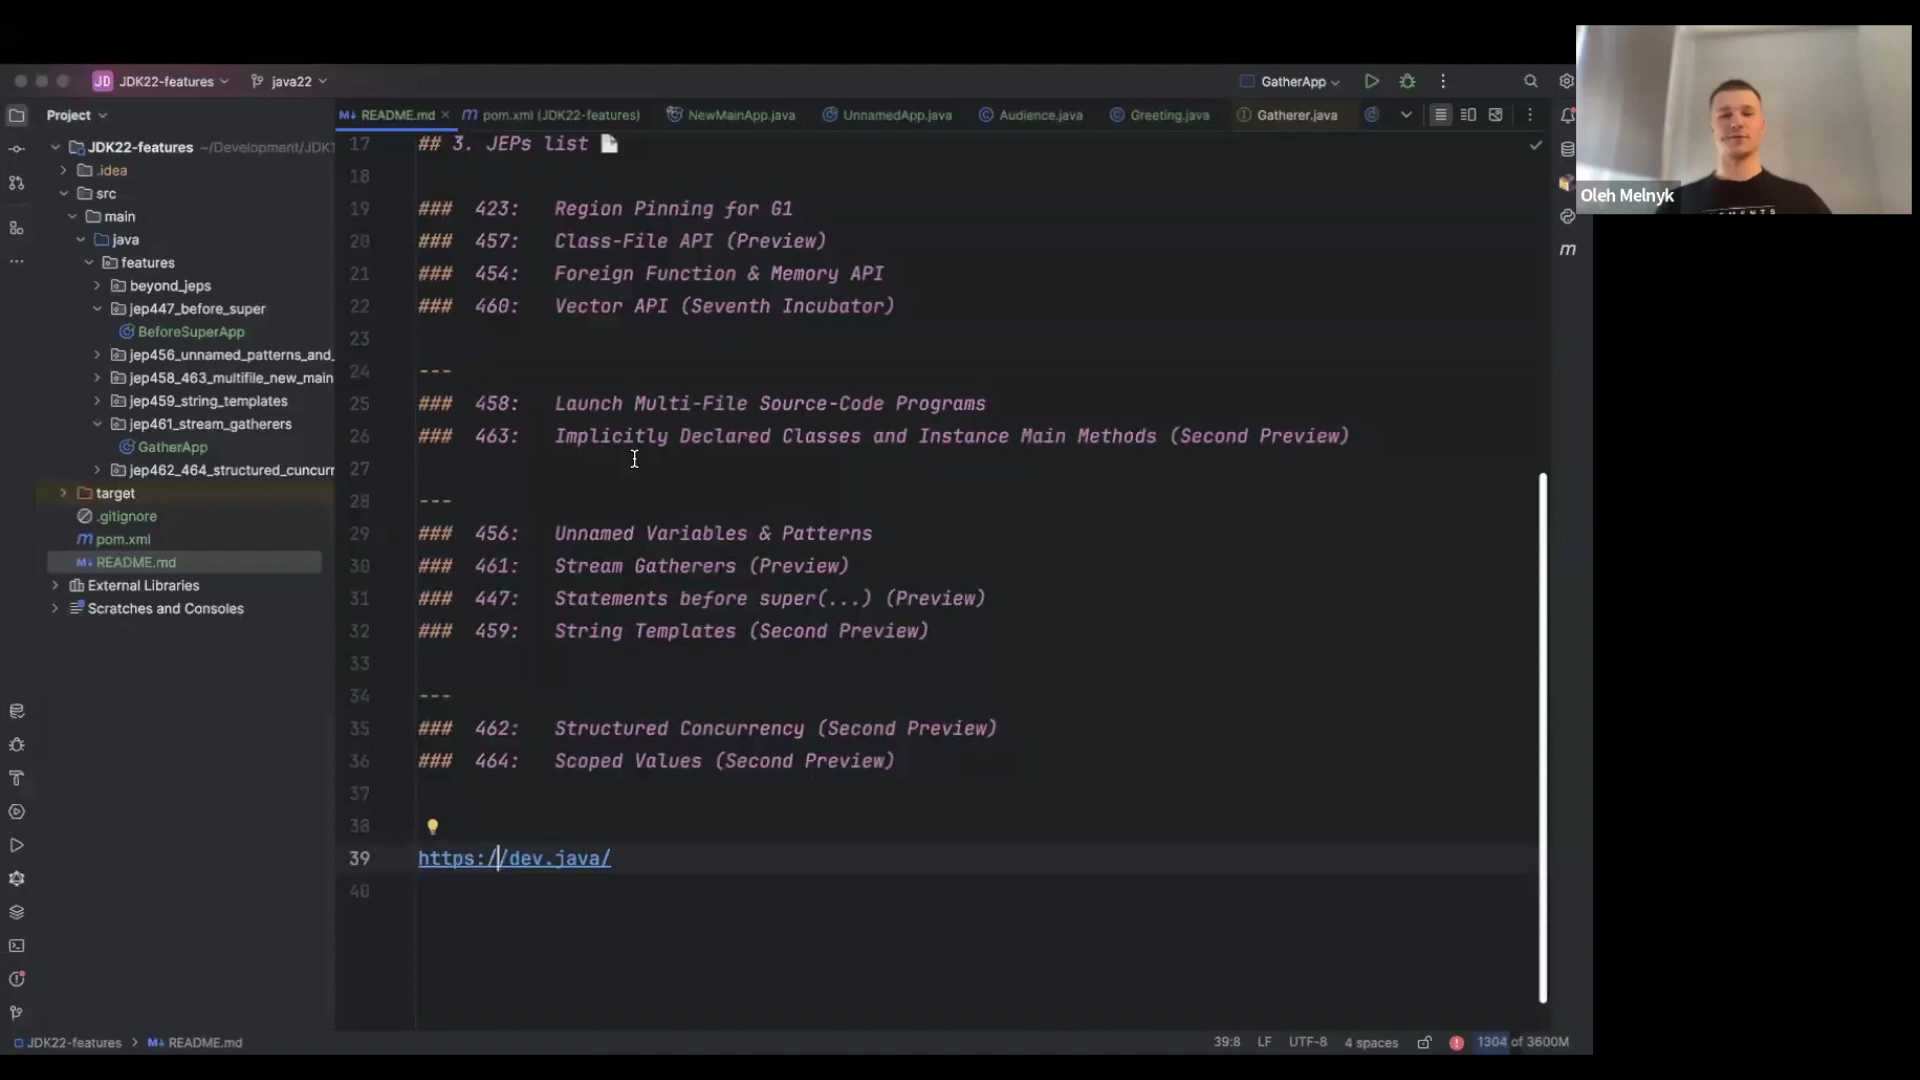 JD JDK22-features java22 GatherApp
Project README.md pom.xml (JDK22-features) NewMainApp.java UnnamedApp.java Audience.java Greeting.java Gatherer.java
JDK22-features ~/Development/JDK1
.idea
src
main
java
features
beyond_jeps
jep447_before_super
BeforeSuperApp
jep456_unnamed_patterns_and_
jep458_463_multifile_new_main
jep459_string_templates
jep461_stream_gatherers
GatherApp
jep462_464_structured_cuncurr
target
.gitignore
pom.xml
README.md
External Libraries
Scratches and Consoles
17 ## 3. JEPs list
18
19 ### 423: Region Pinning for G1
20 ### 457: Class-File API (Preview)
21 ### 454: Foreign Function & Memory API
22 ### 460: Vector API (Seventh Incubator)
23
24 ---
25 ### 458: Launch Multi-File Source-Code Programs
26 ### 463: Implicitly Declared Classes and Instance Main Methods (Second Preview)
27
28 ---
29 ### 456: Unnamed Variables & Patterns
30 ### 461: Stream Gatherers (Preview)
31 ### 447: Statements before super(...) (Preview)
32 ### 459: String Templates (Second Preview)
33
34 ---
35 ### 462: Structured Concurrency (Second Preview)
36 ### 464: Scoped Values (Second Preview)
37
38
39 https://dev.java/
40
JDK22-features > README.md 39:8 LF UTF-8 4 spaces 1304 of 3600M
Oleh Melnyk